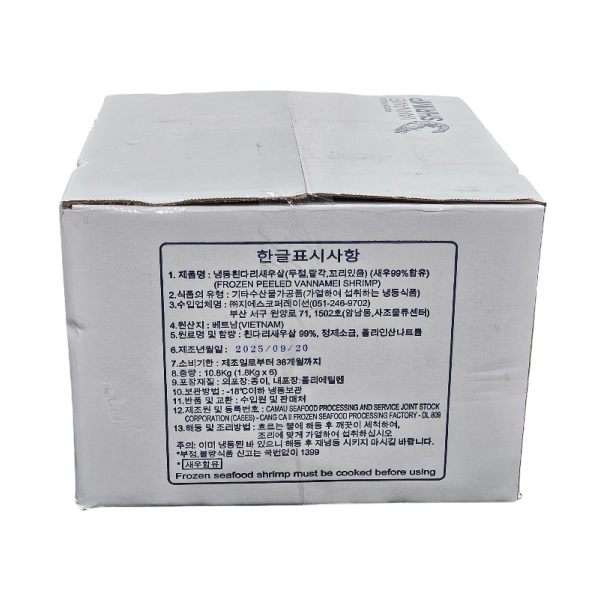 VANNAMEI
SHRIMP
한글표시사항
1. 제품명 : 냉동흰다리새우살(두절,탈각,꼬리있음) (새우99%함유)
(FROZEN PEELED VANNAMEI SHRIMP)
2.식품의 유형 : 기타수산물가공품(가열하여 섭취하는 냉동식품)
3.수입업체명 : ㈜지에스코퍼레이션(051-246-9702)
부산 서구 원양로 71, 1502호(암남동,사조물류센터)
4.원산지 : 베트남(VIETNAM)
5.원료명 및 함량 : 흰다리새우살 99%, 정제소금, 폴리인산나트륨
6.제조년월일 : 2025/09/20
7.소비기한 : 제조일로부터 36개월까지
8.중량 : 10.8Kg (1.8Kg x 6)
9.포장재질 : 외포장:종이, 내포장:폴리에틸렌
10.보관방법 : -18℃이하 냉동보관
11.반품 및 교환 : 수입원 및 판매처
12.제조원 및 등록번호 : CAMAU SEAFOOD PROCESSING AND SERVICE JOINT STOCK
CORPORATION (CASES) - CANG CA II FROZEN SEAFOOD PROCESSING FACTORY - DL 809
13.해동 및 조리방법 : 흐르는 물에 해동 후 깨끗이 세척하여,
조리에 맞게 가열하여 섭취하십시오
주의: 이미 냉동된 바 있으니 해동 후 재냉동 시키지 마시길 바랍니다.
*부정,불량식품 신고는 국번없이 1399
* 새우함유
Frozen seafood shrimp must be cooked before using